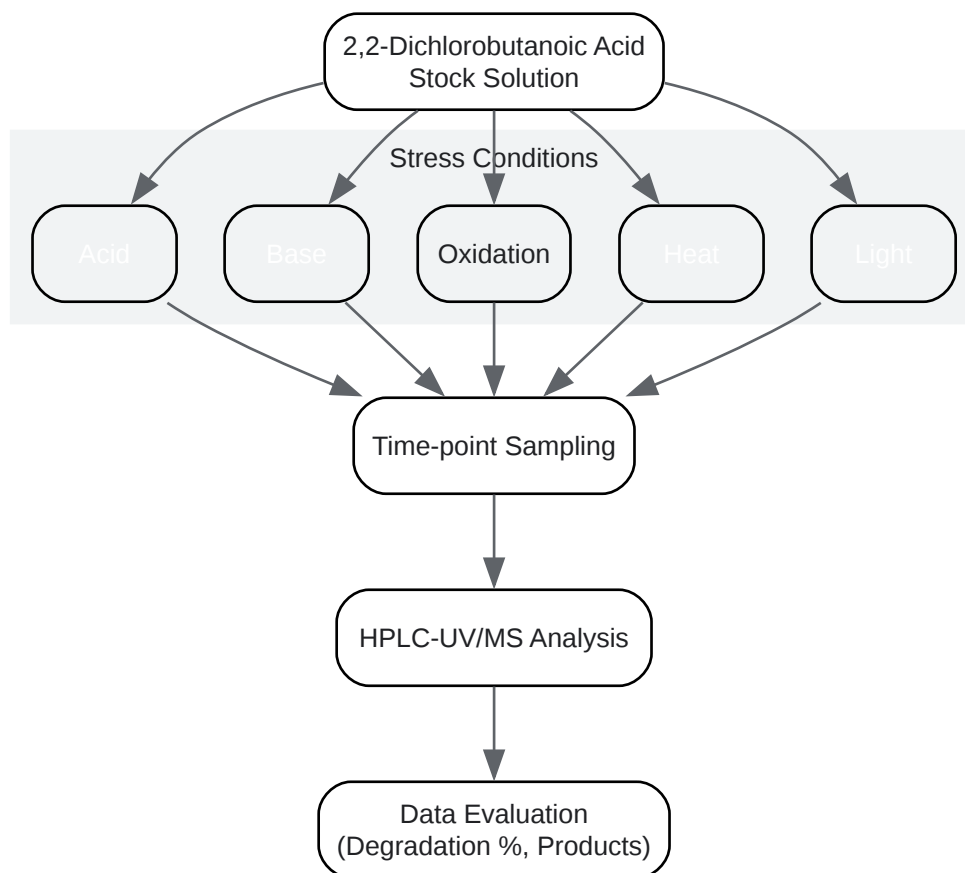 2,2-Dichlorobutanoic Acid
Stock Solution
Stress Conditions
Acid
Base
Oxidation
Heat
Light
Time-point Sampling
HPLC-UV/MS Analysis
Data Evaluation
(Degradation %, Products)